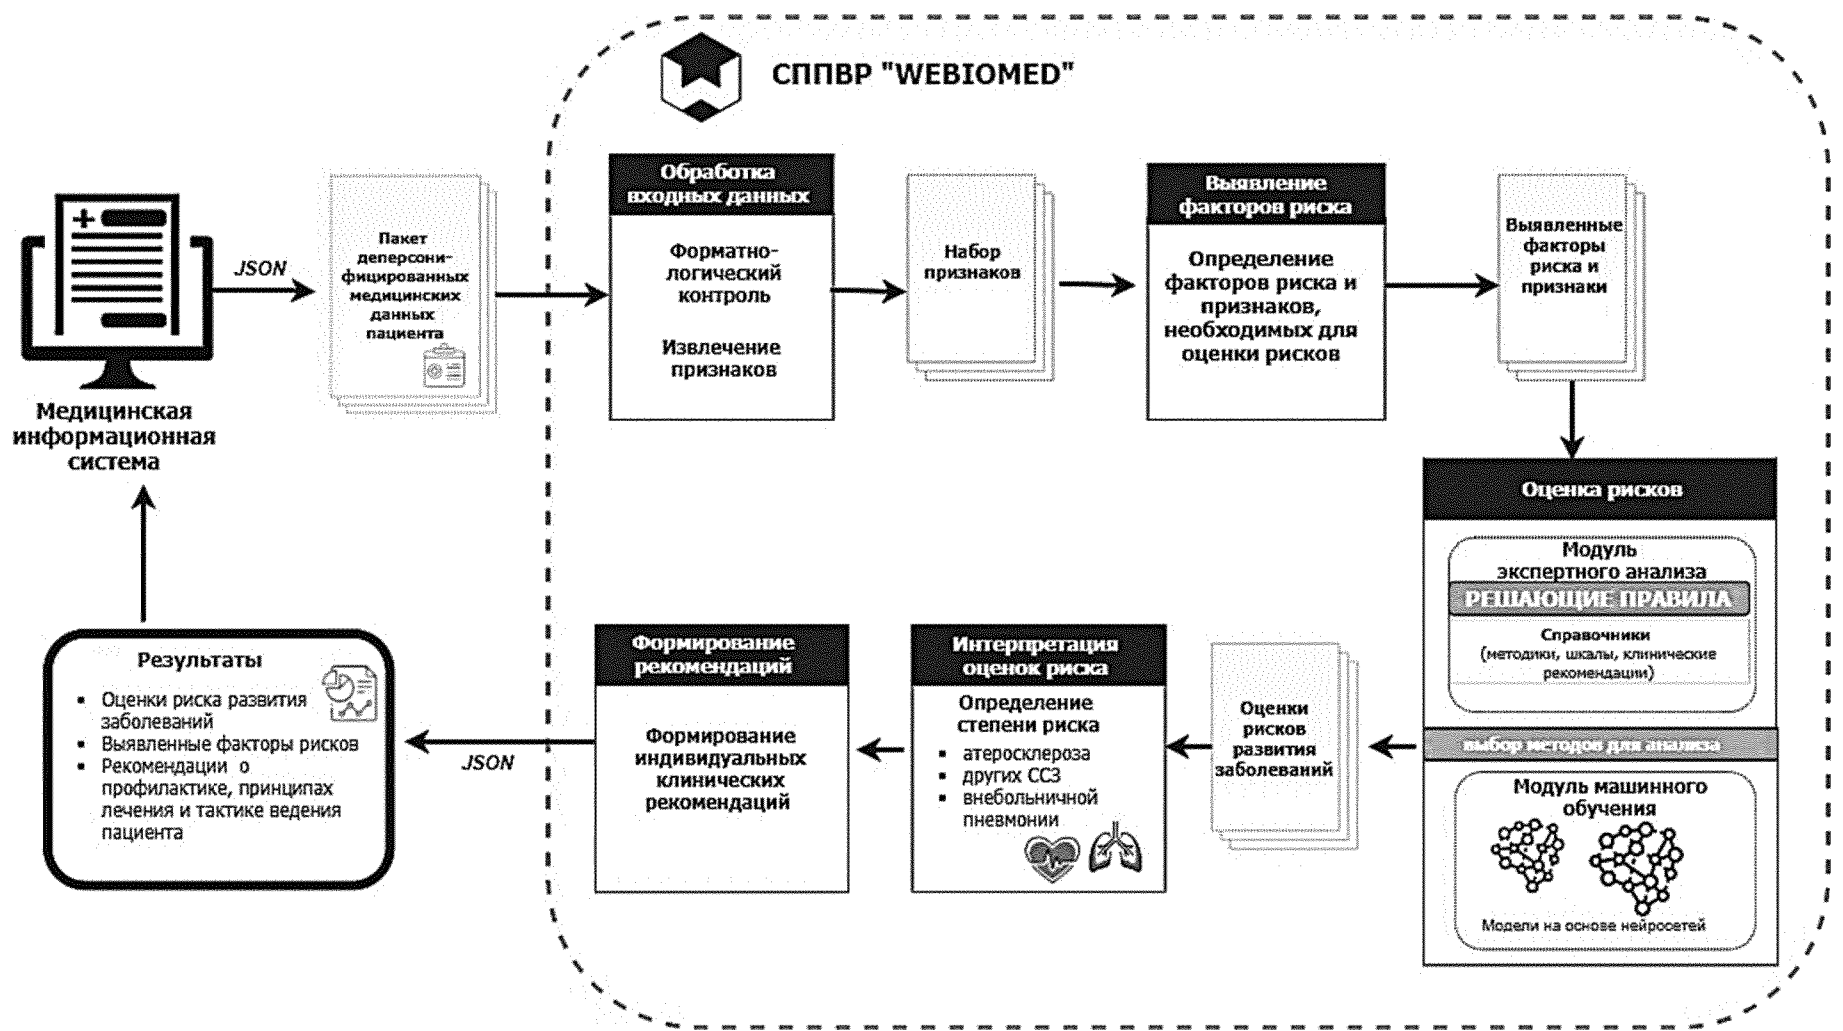 СППВР "WEBIOMED"
Медицинская
информационная
система
JSON
Пакет
деперсони-
фицированных
медицинских
данных
пациента
Обработка
входных данных
Форматно-
логический
контроль
Извлечение
признаков
Набор
признаков
Выявление
факторов риска
Определение
факторов риска и
признаков,
необходимых для
оценки рисков
Выявленные
факторы
риска и
признаки
Оценка рисков
Модуль
экспертного анализа
РЕШАЮЩИЕ ПРАВИЛА
Справочники
(методики, шкалы, клинические
рекомендации)
выбор методов для анализа
Модуль машинного
обучения
Модели на основе нейросетей
Оценки
рисков
развития
заболеваний
Интерпретация
оценок риска
Определение
степени риска
▪ атеросклероза
▪ других ССЗ
▪ внебольничной
пневмонии
Формирование
рекомендаций
Формирование
индивидуальных
клинических
рекомендаций
JSON
Результаты
▪ Оценки риска развития
заболеваний
▪ Выявленные факторы рисков
▪ Рекомендации о
профилактике, принципах
лечения и тактике ведения
пациента